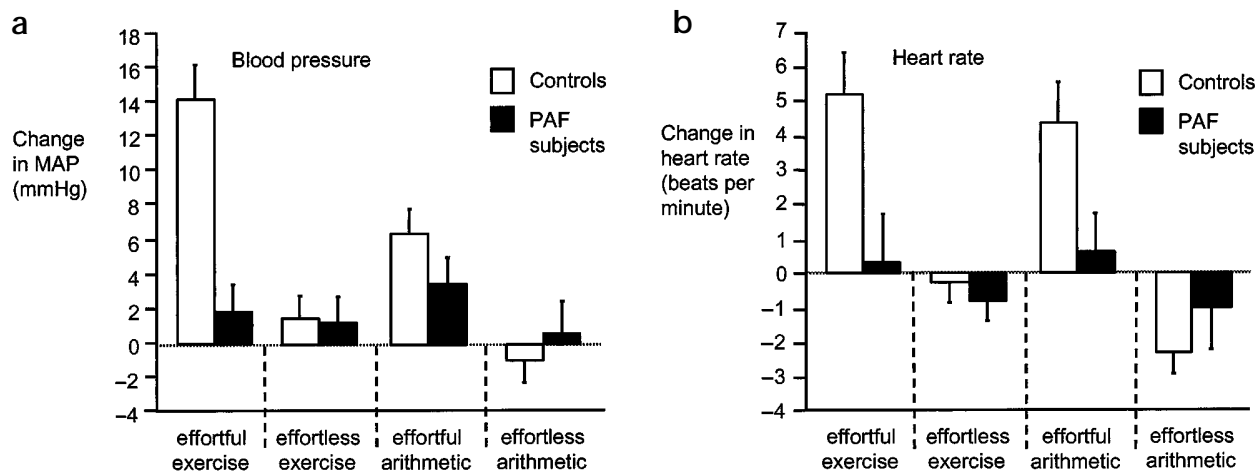 a
Blood pressure
Controls
PAF
subjects
Change
in MAP
(mmHg)
18
16
14
12
10
8
6
4
2
0
−2
−4
effortful
exercise
effortless
exercise
effortful
arithmetic
effortless
arithmetic
b
Heart rate
Controls
PAF
subjects
Change in
heart rate
(beats per
minute)
7
6
5
4
3
2
1
0
−1
−2
−3
−4
effortful
exercise
effortless
exercise
effortful
arithmetic
effortless
arithmetic